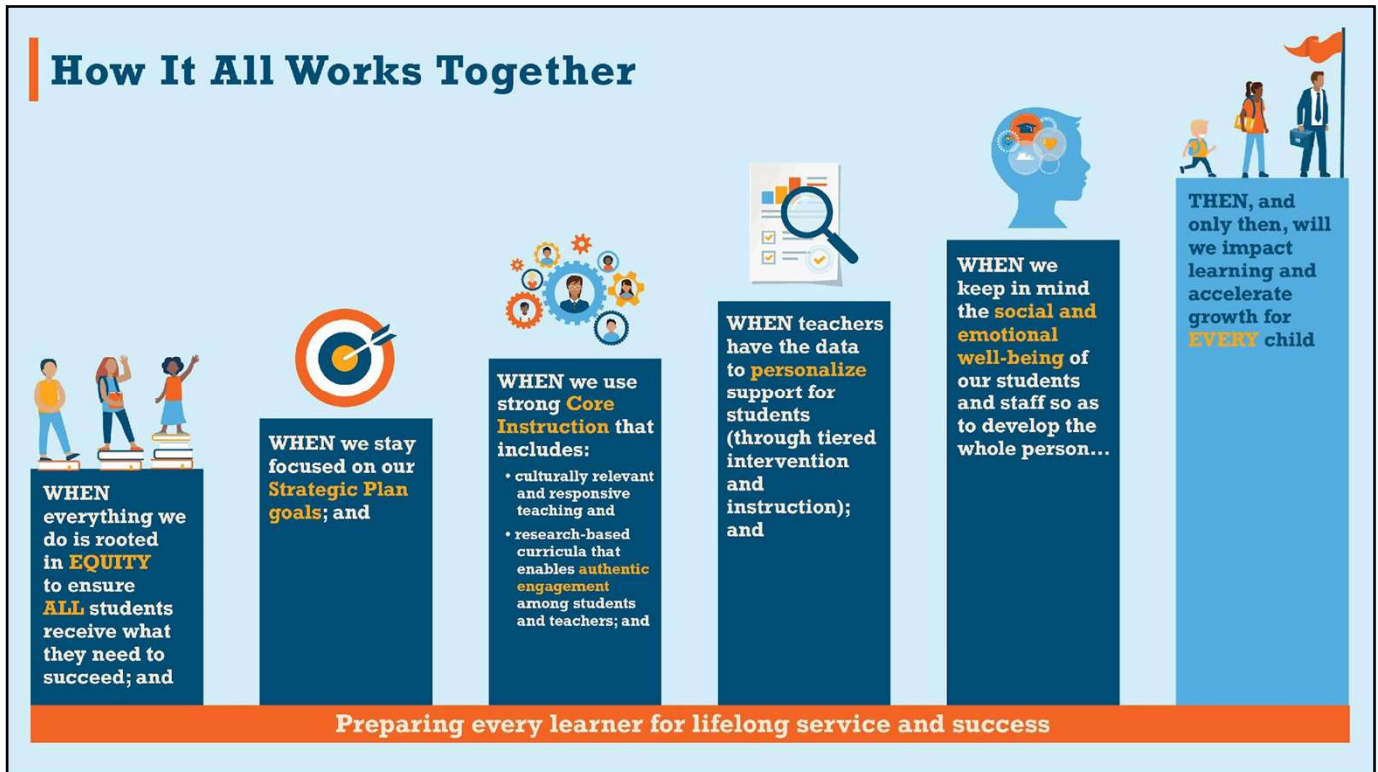 How It All Works Together
WHEN
everything we
do is rooted
in EQUITY
to ensure
ALL students
receive what
they need to
succeed; and
WHEN we stay
focused on our
Strategic Plan
goals; and
WHEN we use
strong Core
Instruction that
includes:
• culturally relevant
and responsive
teaching and
• research-based
curricula that
enables authentic
engagement
among students
and teachers; and
WHEN teachers
have the data
to personalize
support for
students
(through tiered
intervention
and
instruction);
and
WHEN we
keep in mind
the social and
emotional
well-being of
our students
and staff so as
to develop the
whole person...
THEN, and
only then, will
we impact
learning and
accelerate
growth for
EVERY child
Preparing every learner for lifelong service and success